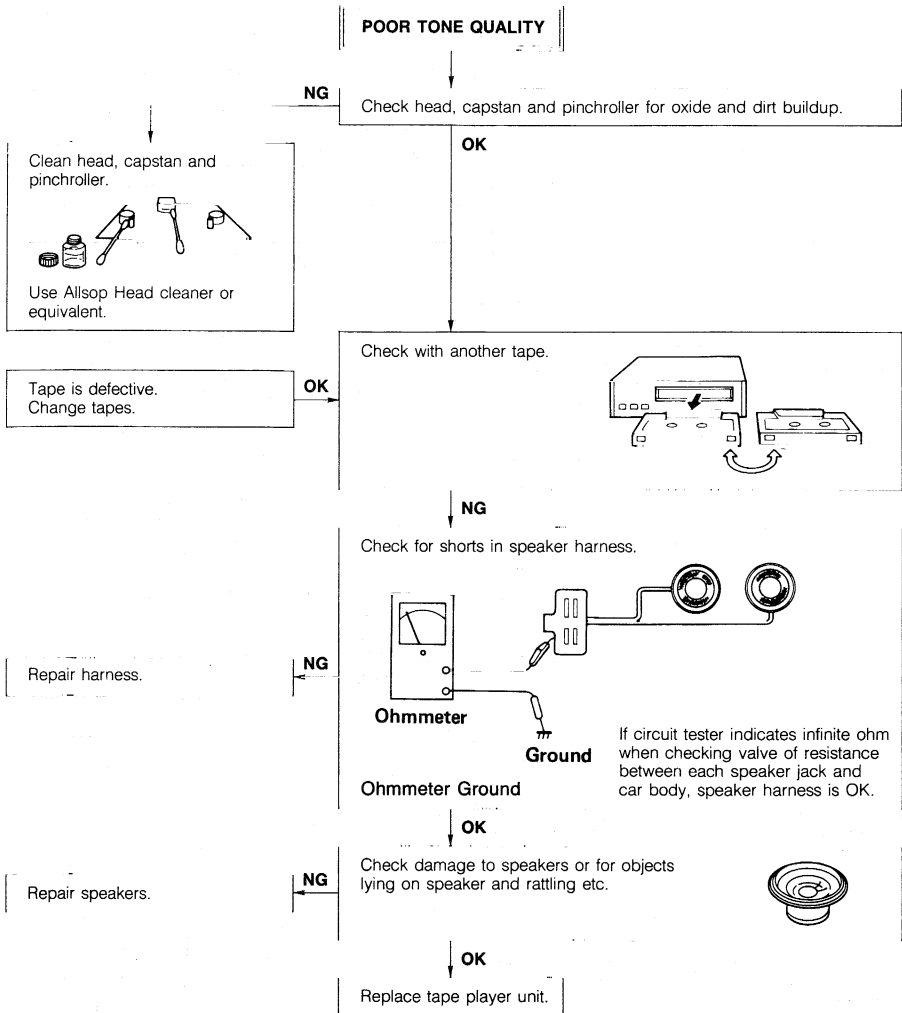 POOR TONE QUALITY
NG
Check head, capstan and pinchroller for oxide and dirt buildup.
OK
Clean head, capstan and
pinchroller.
Use Allsop Head cleaner or
equivalent.
Check with another tape.
Tape is defective.
Change tapes.
OK
NG
Check for shorts in speaker harness.
NG
Repair harness.
Ohmmeter
Ground
If circuit tester indicates infinite ohm
when checking valve of resistance
between each speaker jack and
car body, speaker harness is OK.
Ohmmeter Ground
OK
Check damage to speakers or for objects
lying on speaker and rattling etc.
NG
Repair speakers.
OK
Replace tape player unit.